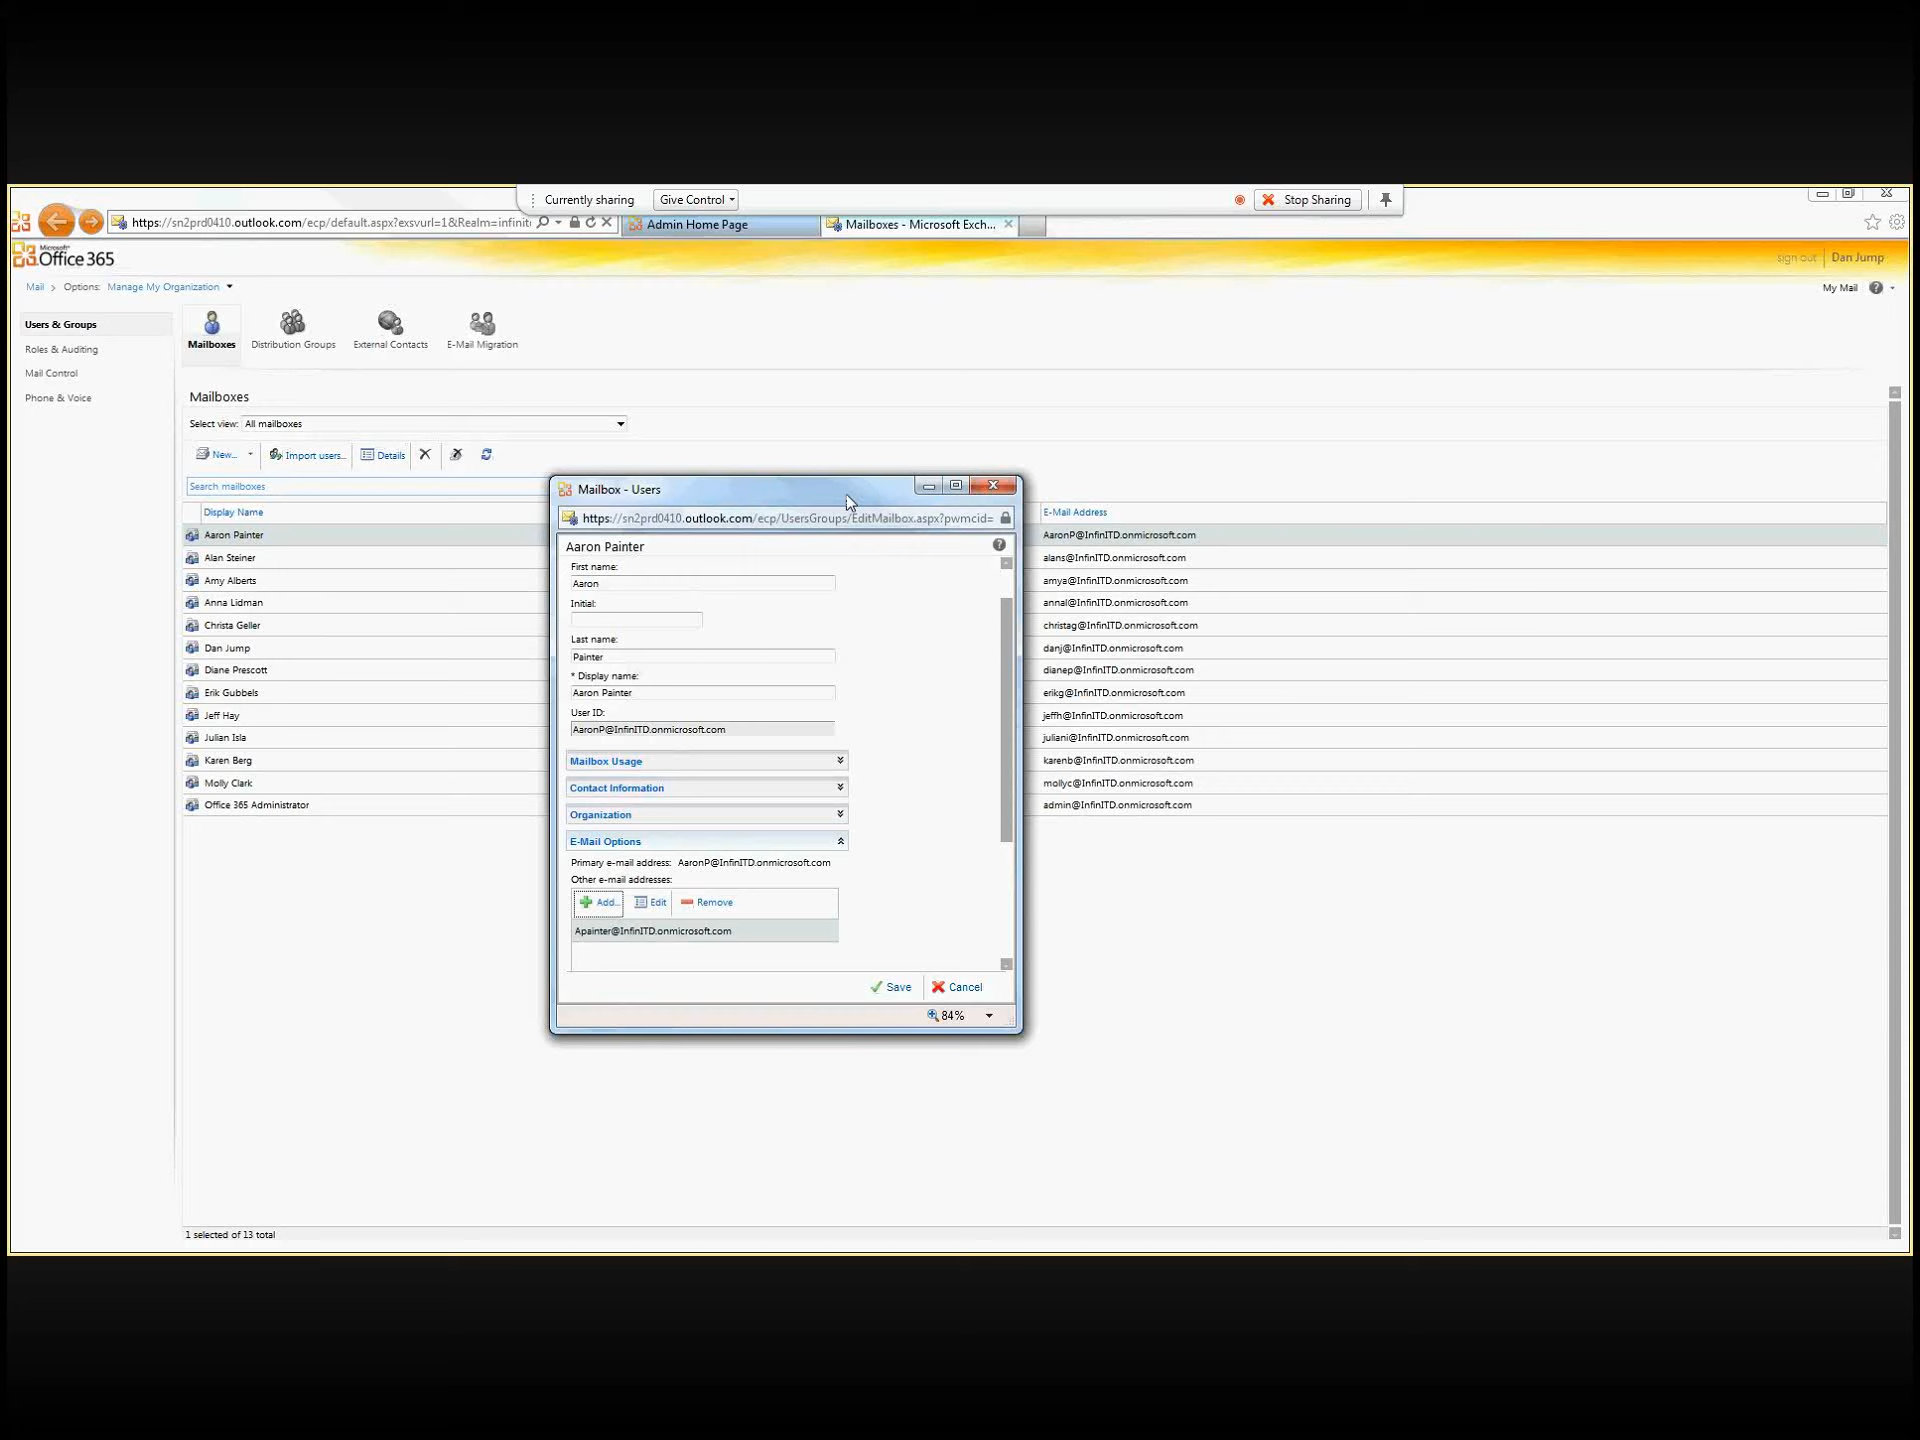 Currently sharing
Give Control
Stop Sharing
https://sn2prd0410.outlook.com/ecp/default.aspx?exsvurl=1&Realm=infinit
Admin Home Page
Mailboxes - Microsoft Exch...
Microsoft
Office 365
sign out
Dan Jump
Mail > Options: Manage My Organization
My Mail
Users & Groups
Roles & Auditing
Mail Control
Phone & Voice
Mailboxes
Distribution Groups
External Contacts
E-Mail Migration
Mailboxes
Select view: All mailboxes
New...
Import users...
Details
Search mailboxes
Display Name
E-Mail Address
Aaron Painter
AaronP@InfinITD.onmicrosoft.com
Alan Steiner
alans@InfinITD.onmicrosoft.com
Amy Alberts
amya@InfinITD.onmicrosoft.com
Anna Lidman
annal@InfinITD.onmicrosoft.com
Christa Geller
christag@InfinITD.onmicrosoft.com
Dan Jump
danj@InfinITD.onmicrosoft.com
Diane Prescott
dianep@InfinITD.onmicrosoft.com
Erik Gubbels
erikg@InfinITD.onmicrosoft.com
Jeff Hay
jeffh@InfinITD.onmicrosoft.com
Julian Isla
juliani@InfinITD.onmicrosoft.com
Karen Berg
karenb@InfinITD.onmicrosoft.com
Molly Clark
mollyc@InfinITD.onmicrosoft.com
Office 365 Administrator
admin@InfinITD.onmicrosoft.com
Mailbox - Users
https://sn2prd0410.outlook.com/ecp/UsersGroups/EditMailbox.aspx?pwmcid=
Aaron Painter
First name:
Aaron
Initial:
Last name:
Painter
* Display name:
Aaron Painter
User ID:
AaronP@InfinITD.onmicrosoft.com
Mailbox Usage
Contact Information
Organization
E-Mail Options
Primary e-mail address: AaronP@InfinITD.onmicrosoft.com
Other e-mail addresses:
Add...
Edit
Remove
Apainter@InfinITD.onmicrosoft.com
Save
Cancel
84%
1 selected of 13 total